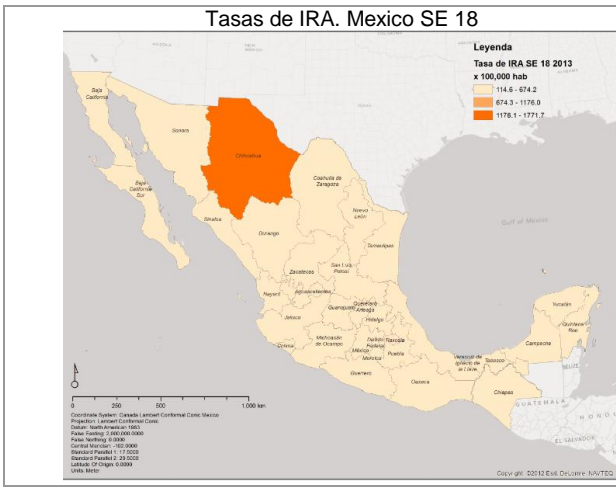 Tasas de IRA. Mexico SE 18
Leyenda
Tasa de IRA SE 18 2013
x 100,000 hab
114.6 - 674.2
674.3 - 1176.0
1176.1 - 1771.7
Baja
California
Sonora
Chihuahua
Coahuila de
Zaragoza
Baja
California
Sur
Sinaloa
Nuevo
León
Durango
Tamaulipas
Gulf of Mexico
Zacatecas
San Luis
Potosí
Nayarit
Aguascalientes
Guanajuato
Querétaro
Arteaga
Hidalgo
Jalisco
Yucatán
Quintana
Roo
Campeche
Michoacán
de Ocampo
Distrito
Federal
Tlaxcala
Colima
México
Morelos
Puebla
Veracruz de
Ignacio de
la Llave
Tabasco
BELIZE
Guerrero
Oaxaca
Chiapas
GUATEMALA
EL SALVADOR
0 250 500 1,000 km
Coordinate System: Canada Lambert Conformal Conic Mexico
Projection: Lambert Conformal Conic
Datum: North American 1983
False Easting: 2,000,000.0000
False Northing: 0.0000
Central Meridian: -102.0000
Standard Parallel 1: 17.5000
Standard Parallel 2: 29.5000
Latitude Of Origin: 0.0000
Units: Meter
Copyright: ©2012 Esri, DeLorme, NAVTEQ